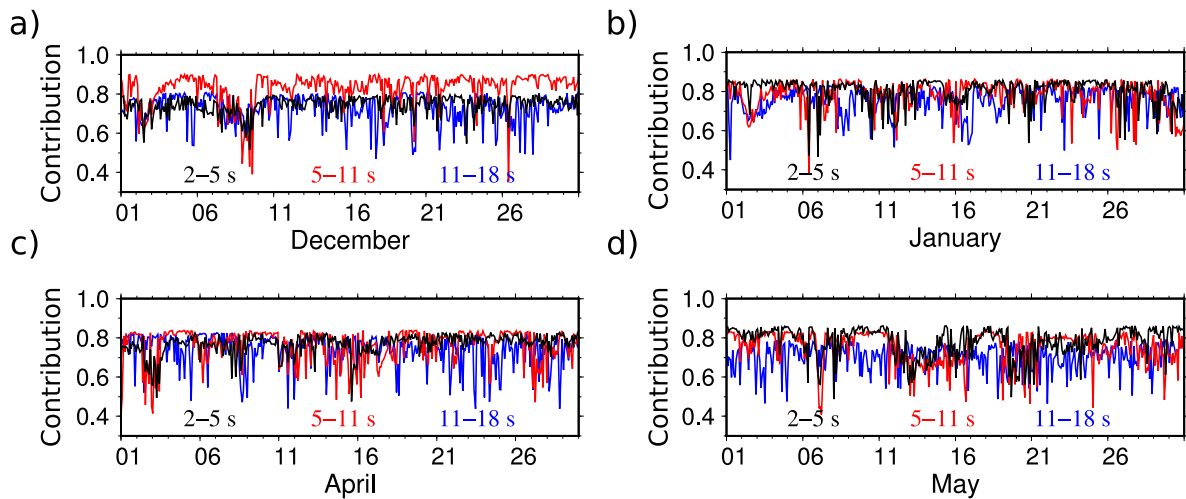 a)
Contribution
1.0
0.8
0.6
0.4
2–5 s 5–11 s 11–18 s
01 06 11 16 21 26
December
b)
Contribution
1.0
0.8
0.6
0.4
2–5 s 5–11 s 11–18 s
01 06 11 16 21 26
January
c)
Contribution
1.0
0.8
0.6
0.4
2–5 s 5–11 s 11–18 s
01 06 11 16 21 26
April
d)
Contribution
1.0
0.8
0.6
0.4
2–5 s 5–11 s 11–18 s
01 06 11 16 21 26
May